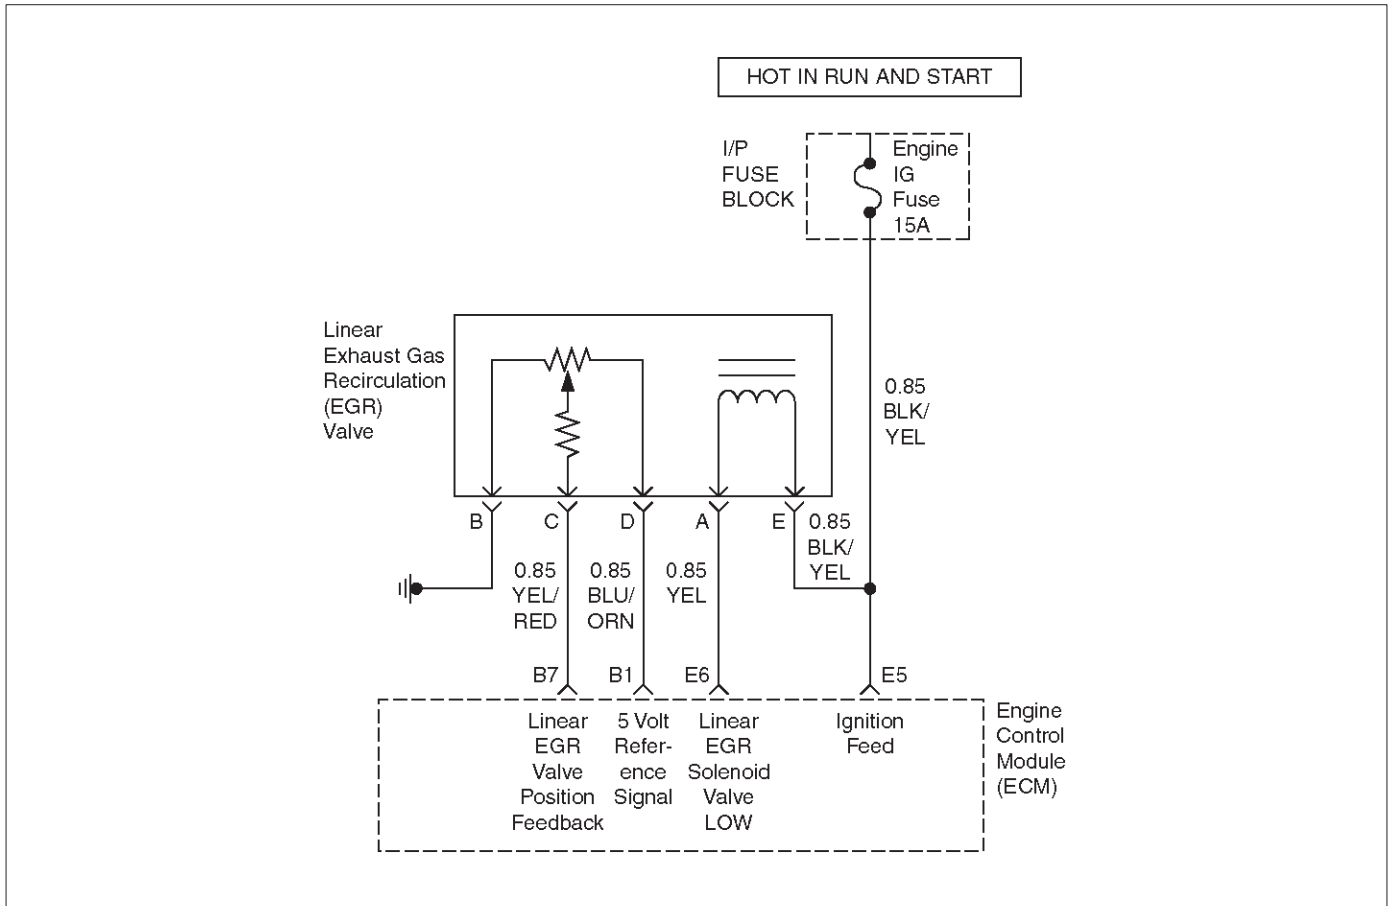 HOT IN RUN AND START
I/P
FUSE
BLOCK
Engine
IG
Fuse
15A
Linear
Exhaust Gas
Recirculation
(EGR)
Valve
0.85
BLK/
YEL
B
C
D
A
E
0.85
BLK/
YEL
0.85
YEL/
RED
0.85
BLU/
ORN
0.85
YEL
B7
B1
E6
E5
Linear
EGR
Valve
Position
Feedback
5 Volt
Refer-
ence
Signal
Linear
EGR
Solenoid
Valve
LOW
Ignition
Feed
Engine
Control
Module
(ECM)